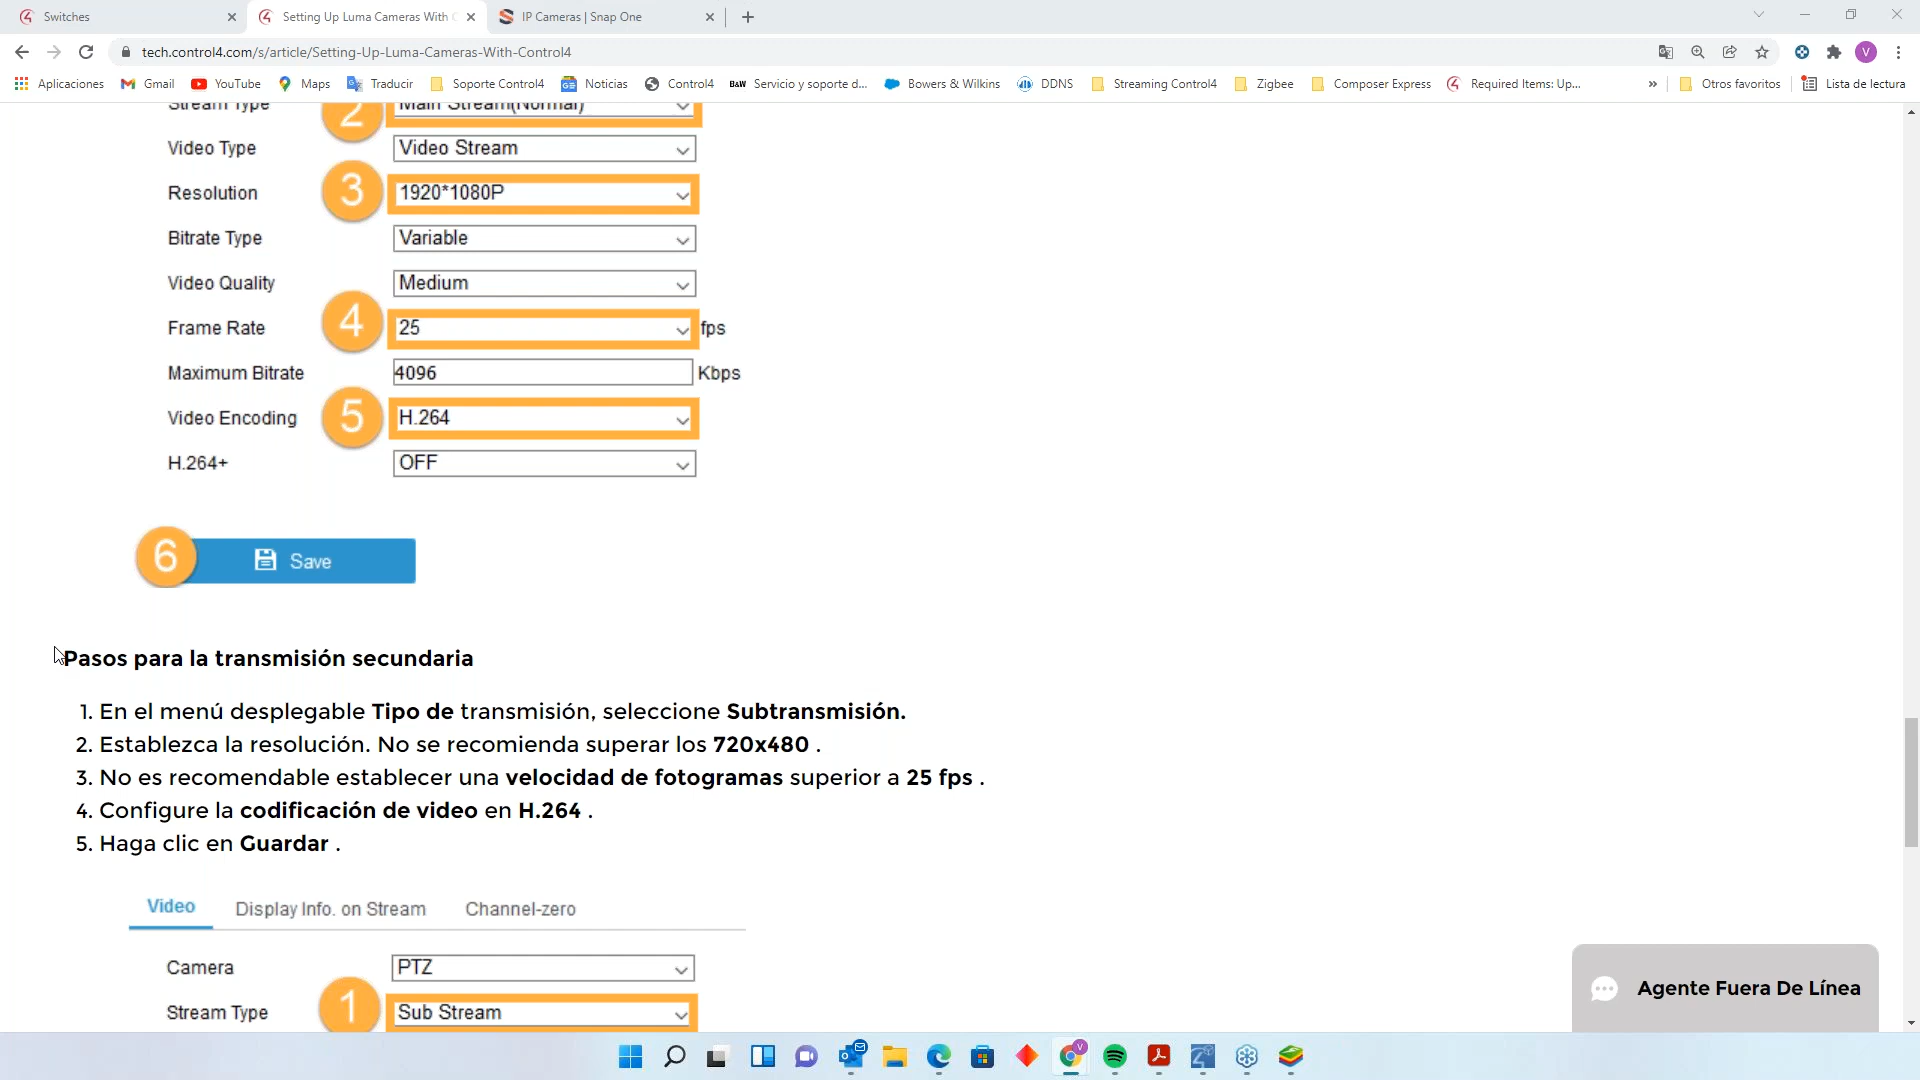 Switches
Setting Up Luma Cameras With C
IP Cameras | Snap One
tech.control4.com/s/article/Setting-Up-Luma-Cameras-With-Control4
V
Aplicaciones
Gmail
YouTube
Maps
Traducir
Soporte Control4
Noticias
Control4
B&W
Servicio y soporte d...
Bowers & Wilkins
DDNS
Streaming Control4
Zigbee
Composer Express
Required Items: Up...
»
Otros favoritos
Lista de lectura
Stream Type 2 Main Stream(Normal)
Video Type Video Stream
Resolution 3 1920*1080P
Bitrate Type Variable
Video Quality Medium
Frame Rate 4 25 fps
Maximum Bitrate 4096 Kbps
Video Encoding 5 H.264
H.264+ OFF
6 Save
Pasos para la transmisión secundaria
1. En el menú desplegable Tipo de transmisión, seleccione Subtransmisión.
2. Establezca la resolución. No se recomienda superar los 720x480 .
3. No es recomendable establecer una velocidad de fotogramas superior a 25 fps .
4. Configure la codificación de video en H.264 .
5. Haga clic en Guardar .
Video Display Info. on Stream Channel-zero
Camera PTZ
Stream Type 1 Sub Stream
Agente Fuera De Línea